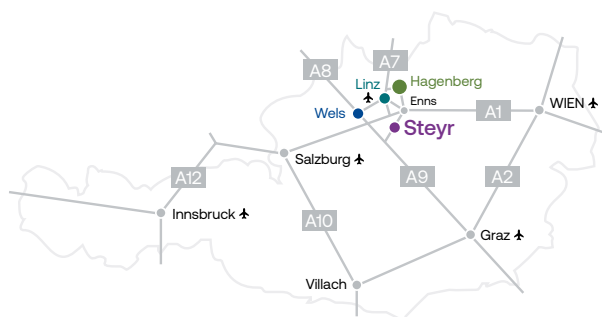 A7
A8
Linz
Hagenberg
Enns
WIEN
Wels
A1
Steyr
Salzburg
A12
A9
A2
Innsbruck
A10
Graz
Villach